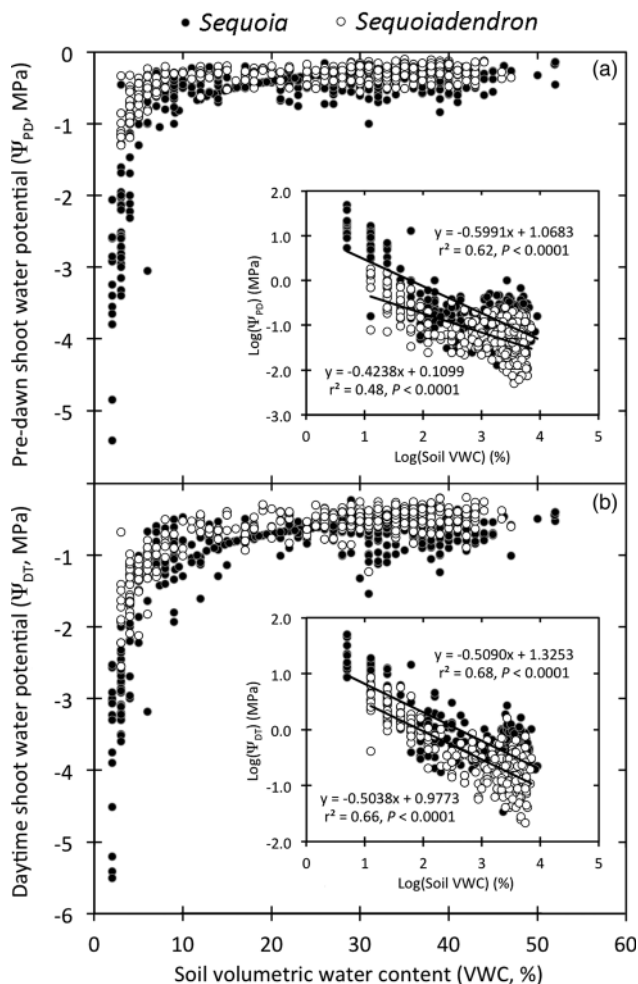 ● Sequoia ○ Sequoiadendron
(a)
Pre-dawn shoot water potential (Ψ_PD, MPa)
0
-1
-2
-3
-4
-5
Log(Ψ_PD) (MPa)
2.0
1.0
0.0
-1.0
-2.0
-3.0
y = -0.5991x + 1.0683
r² = 0.62, P < 0.0001
y = -0.4238x + 0.1099
r² = 0.48, P < 0.0001
0 1 2 3 4 5
Log(Soil VWC) (%)
(b)
Daytime shoot water potential (Ψ_DT, MPa)
-1
-2
-3
-4
-5
-6
Log(Ψ_DT) (MPa)
2.0
1.0
0.0
-1.0
-2.0
y = -0.5090x + 1.3253
r² = 0.68, P < 0.0001
y = -0.5038x + 0.9773
r² = 0.66, P < 0.0001
0 1 2 3 4 5
Log(Soil VWC) (%)
0 10 20 30 40 50 60
Soil volumetric water content (VWC, %)